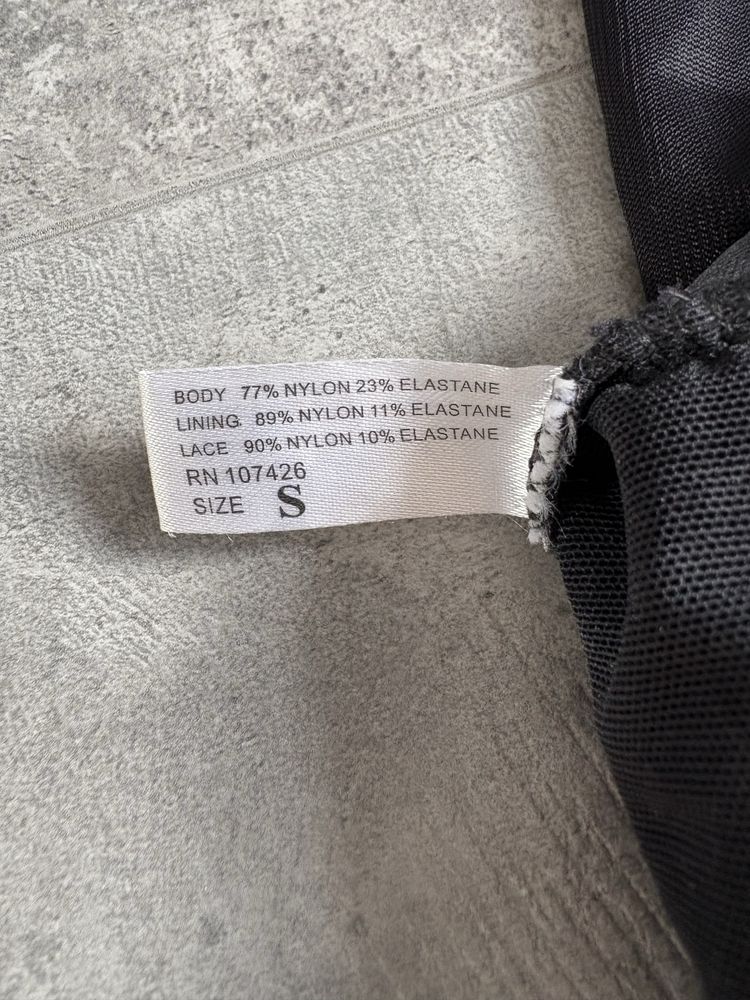 BODY 77% NYLON 23% ELASTANE
LINING 89% NYLON 11% ELASTANE
LACE 90% NYLON 10% ELASTANE
RN 107426
SIZE S